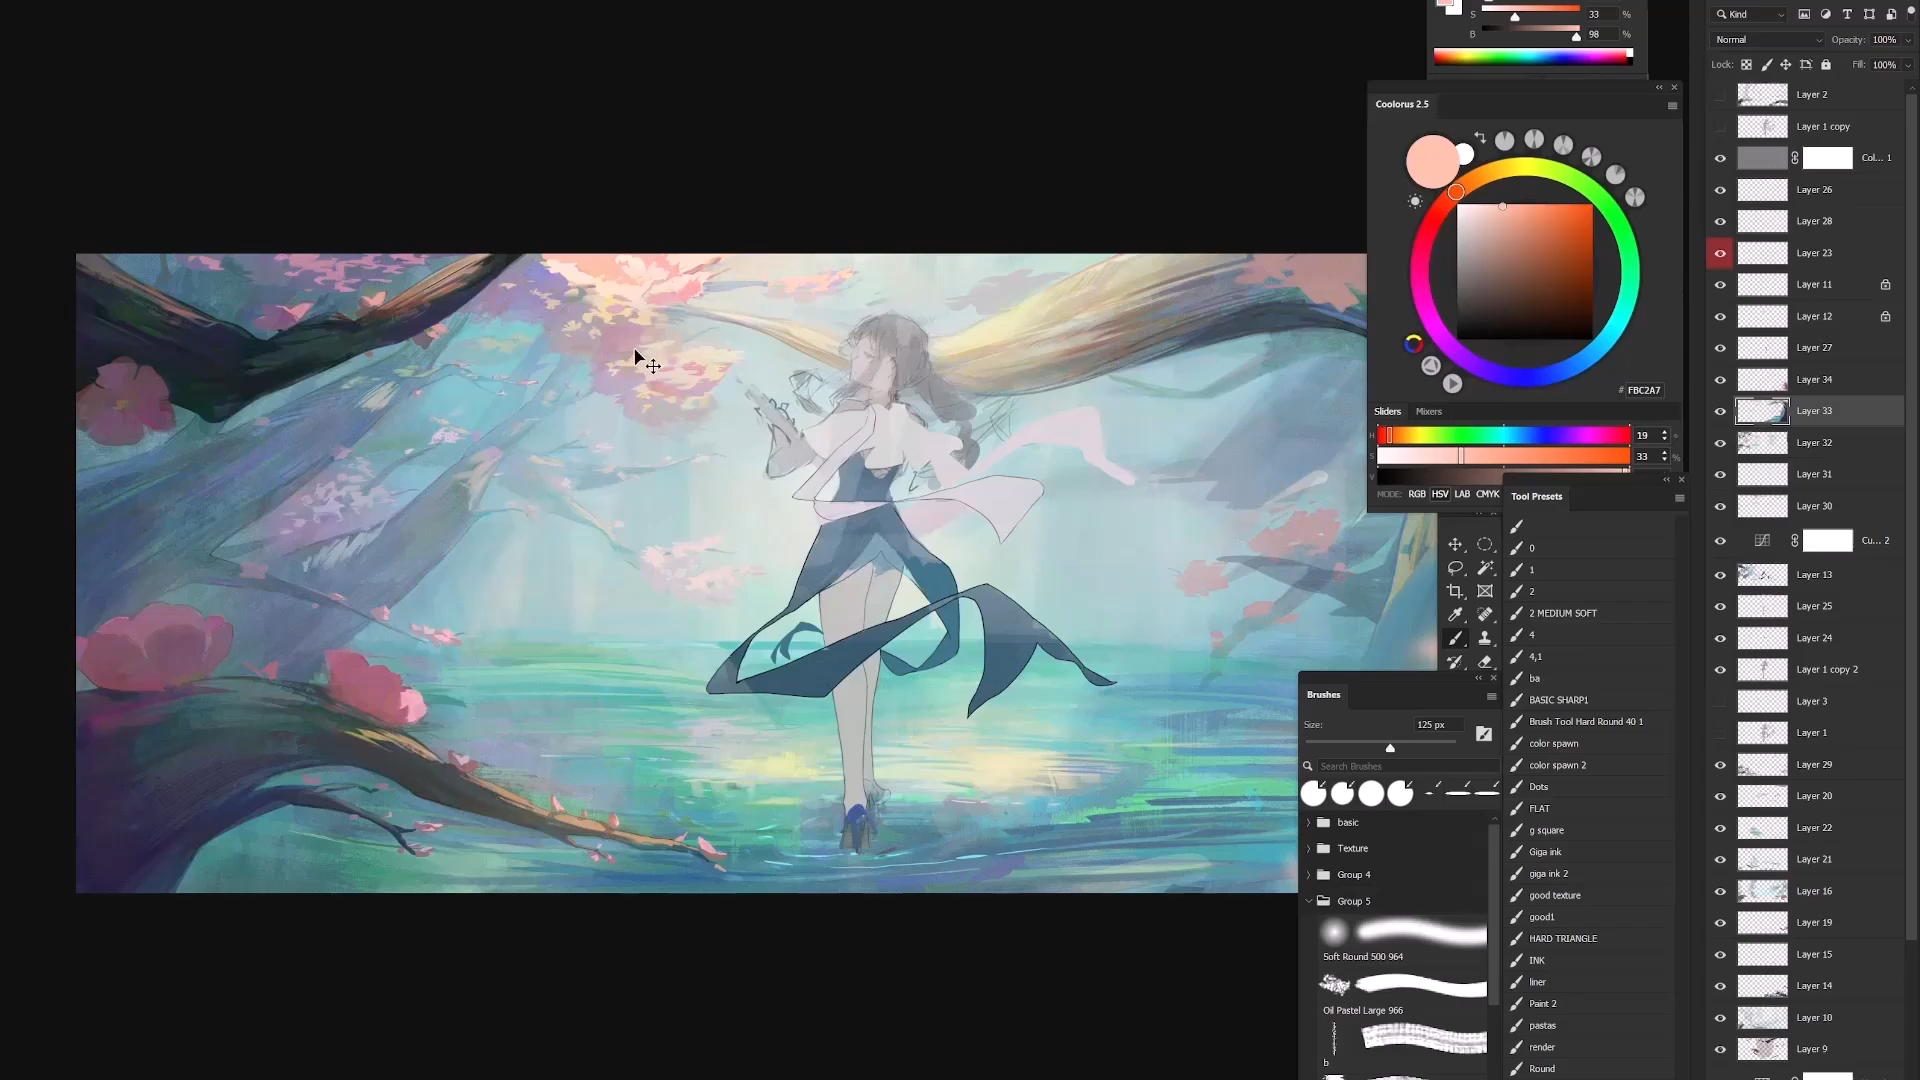 S 33 %
B 98 %
Coolorus 2.5
# FBC2A7
Sliders Mixers
H 19 °
S 33 %
MODE: RGB HSV LAB CMYK
Tool Presets
0
1
2
2 MEDIUM SOFT
4
4,1
ba
BASIC SHARP1
Brush Tool Hard Round 40 1
color spawn
color spawn 2
Dots
FLAT
g square
Giga ink
giga ink 2
good texture
good1
HARD TRIANGLE
INK
liner
Paint 2
pastas
render
Round
Brushes
Size: 125 px
Search Brushes
basic
Texture
Group 4
Group 5
Soft Round 500 964
Oil Pastel Large 966
b
Kind
Normal Opacity: 100%
Lock: Fill: 100%
Layer 2
Layer 1 copy
Col... 1
Layer 26
Layer 28
Layer 23
Layer 11
Layer 12
Layer 27
Layer 34
Layer 33
Layer 32
Layer 31
Layer 30
Cu... 2
Layer 13
Layer 25
Layer 24
Layer 1 copy 2
Layer 3
Layer 1
Layer 29
Layer 20
Layer 22
Layer 21
Layer 16
Layer 19
Layer 15
Layer 14
Layer 10
Layer 9